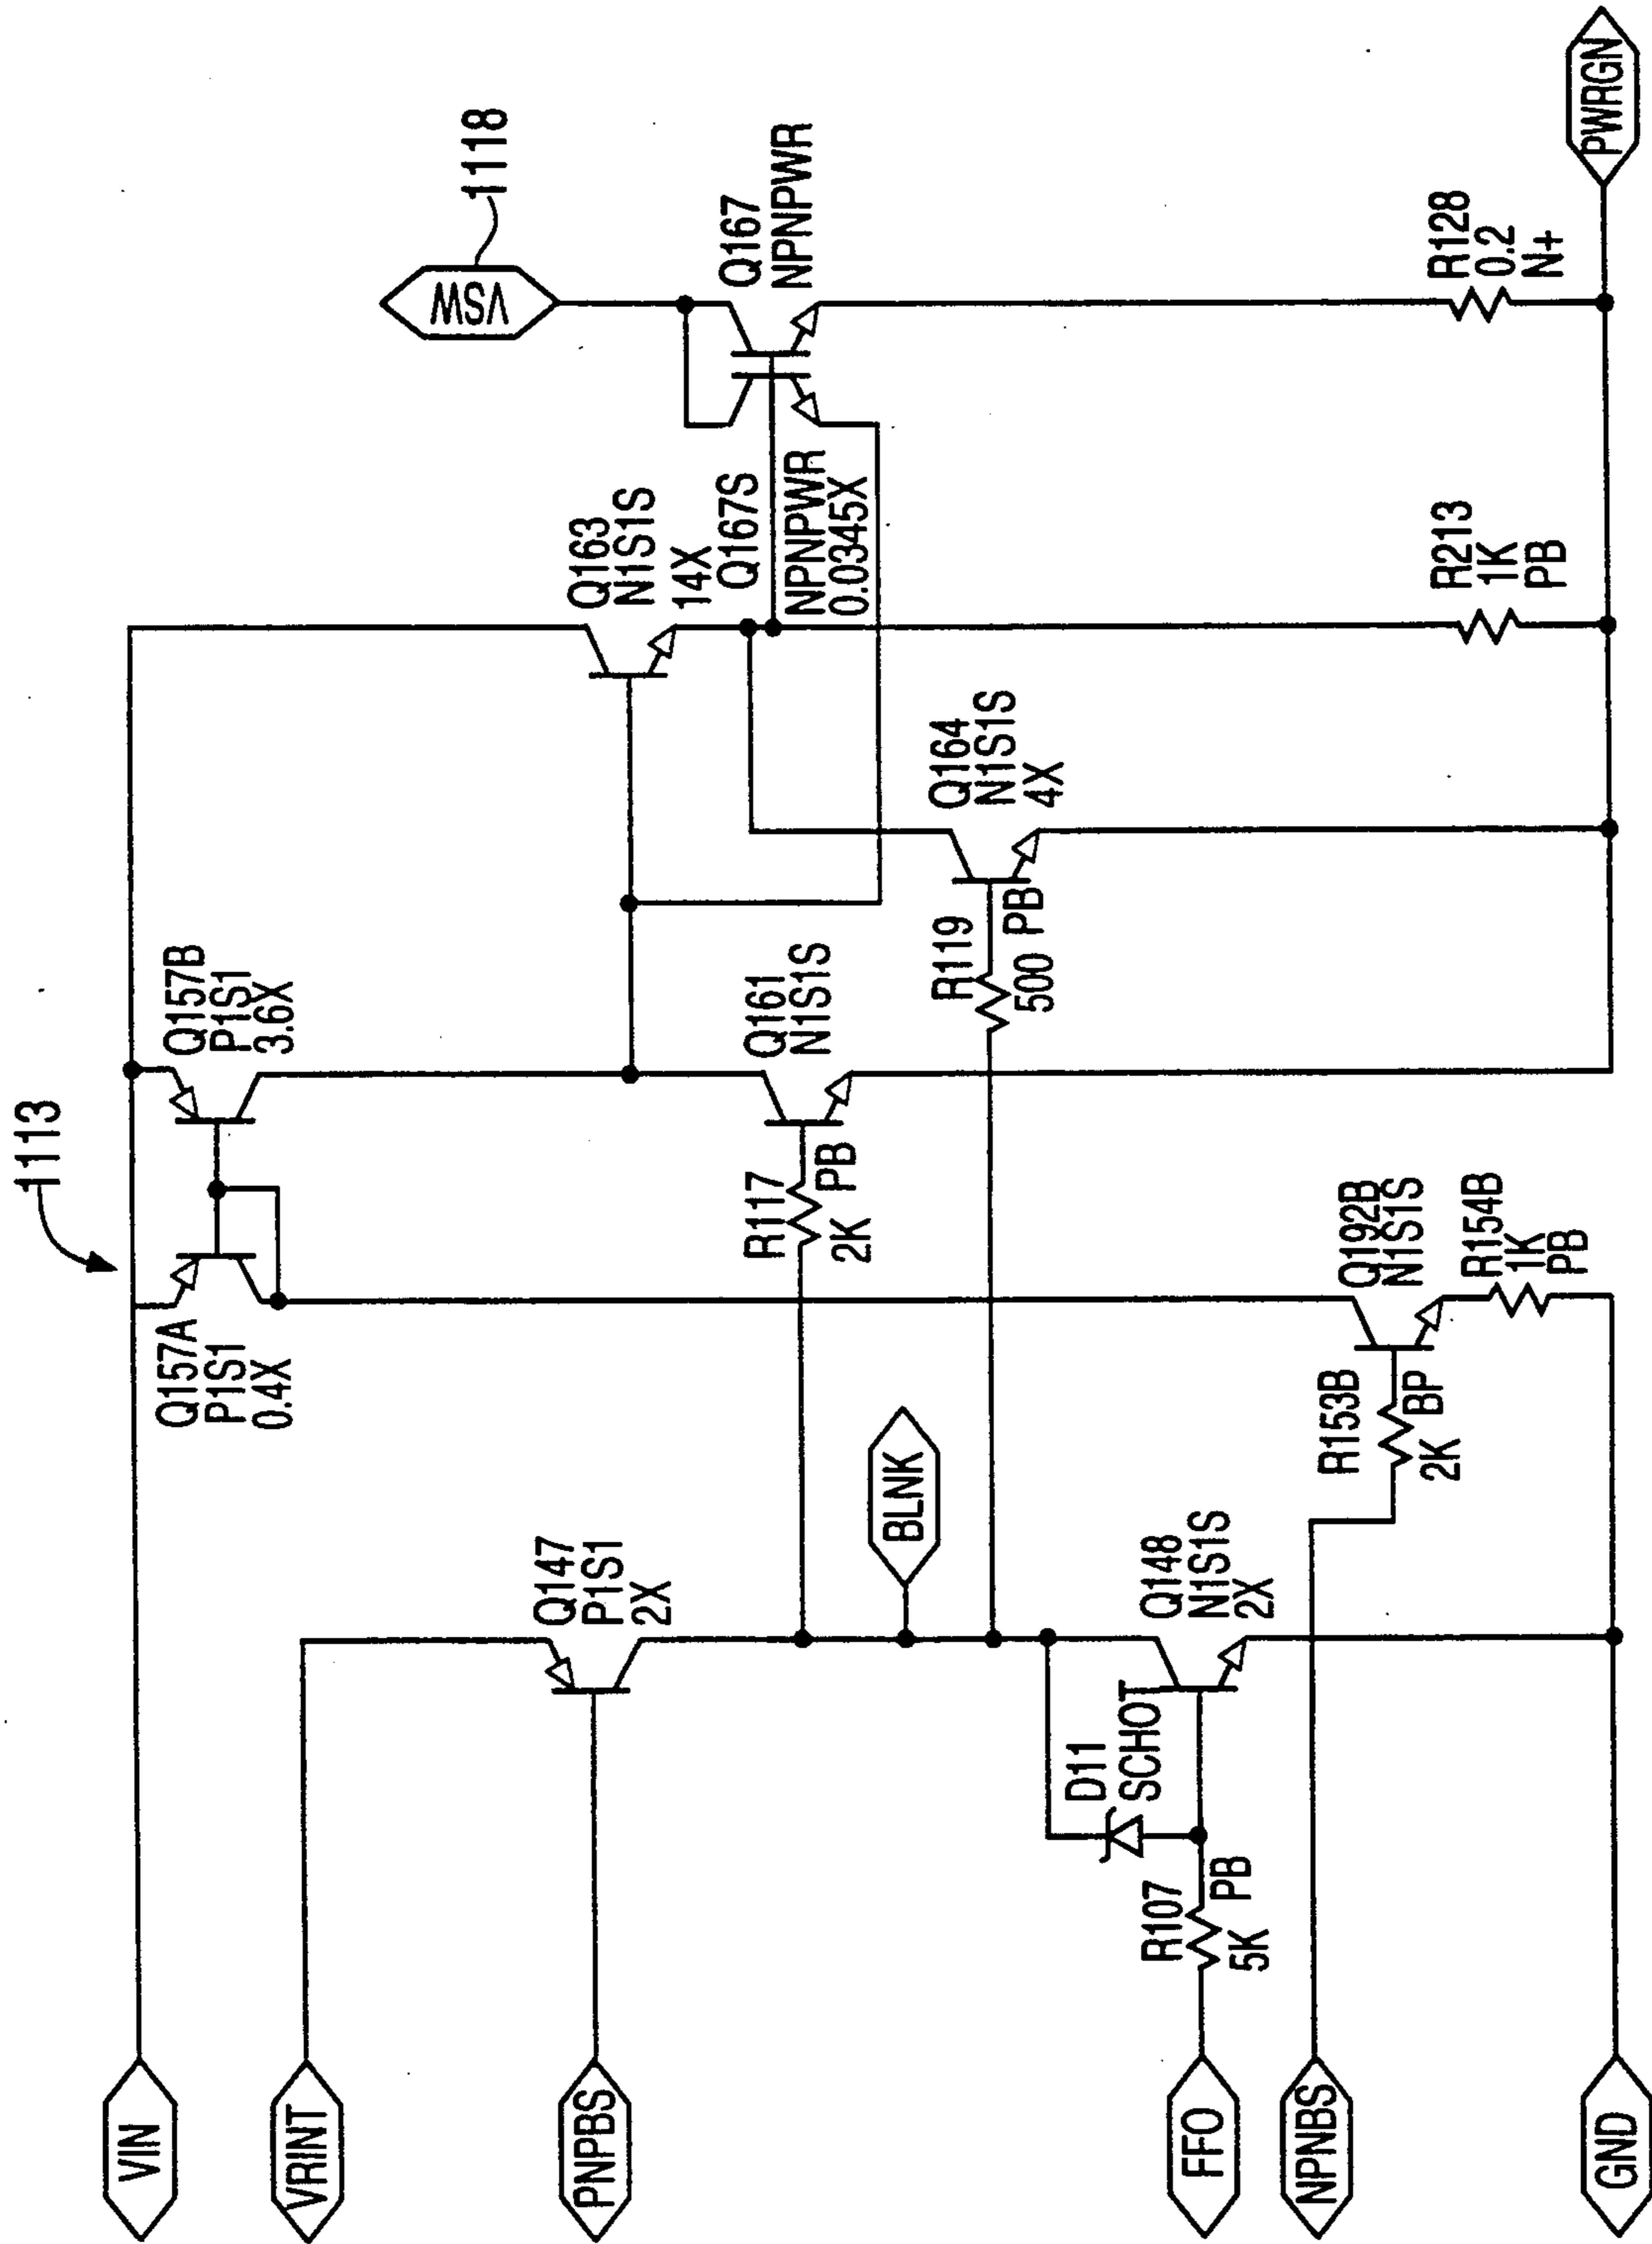 1113
1118
VIN
VRINT
PNPBS
FFO
NPNBS
GND
BLNK
VSW
PWRGN
Q157A
P1S1
0.4X
Q157B
P1S1
3.6X
Q147
P1S1
2X
R117
2K
PB
Q161
N1S1S
Q163
N1S1S
14X
Q167S
NPNPWR
0.0345X
Q167
NPNPWR
Q164
N1S1S
4X
R119
500
PB
D11
SCHOT
R107
5K
PB
Q148
N1S1S
2X
R153B
2K
BP
Q192B
N1S1S
R154B
1K
PB
R213
1K
PB
R128
0.2
N+